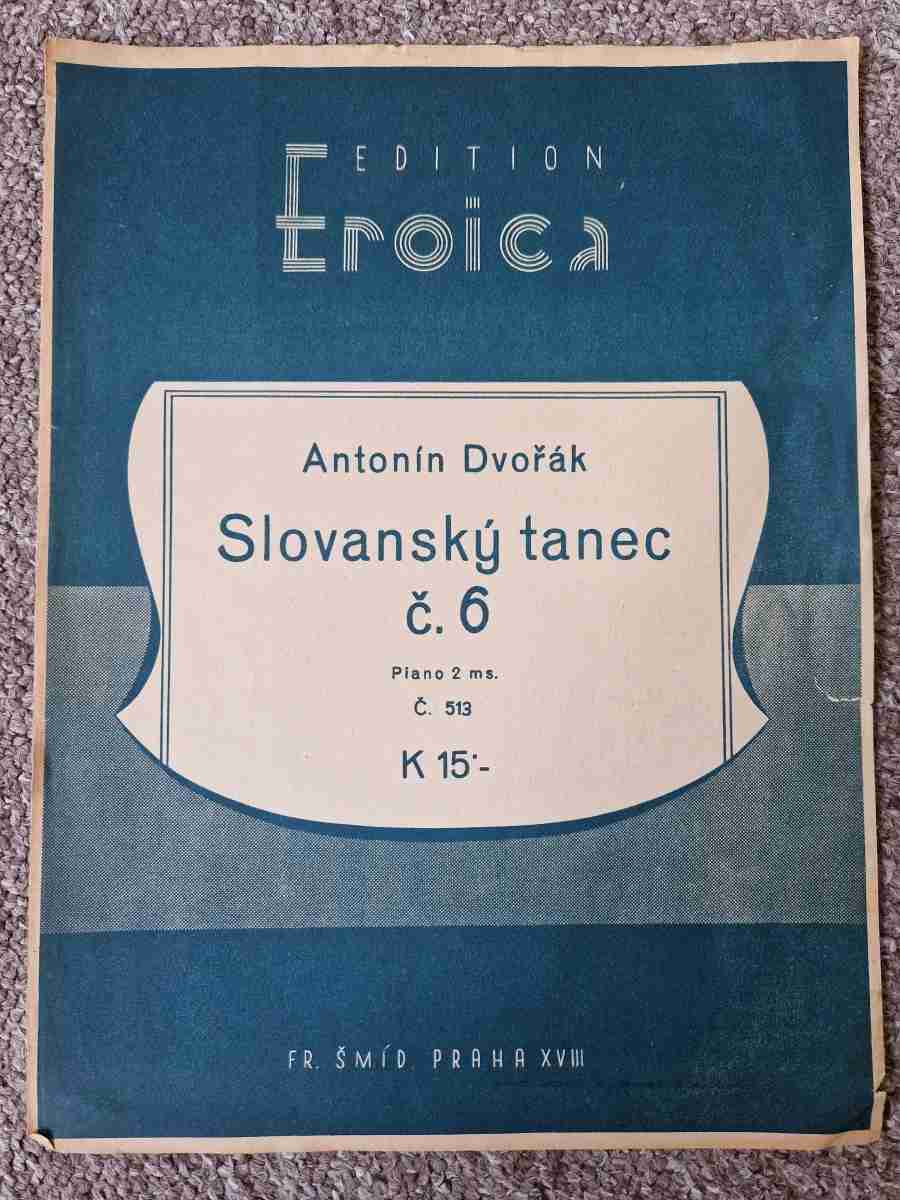 EDITION
Eroica
Antonín Dvořák
Slovanský tanec
č. 6
Piano 2 ms.
Č. 513
K 15·-
FR. ŠMÍD, PRAHA XVIII